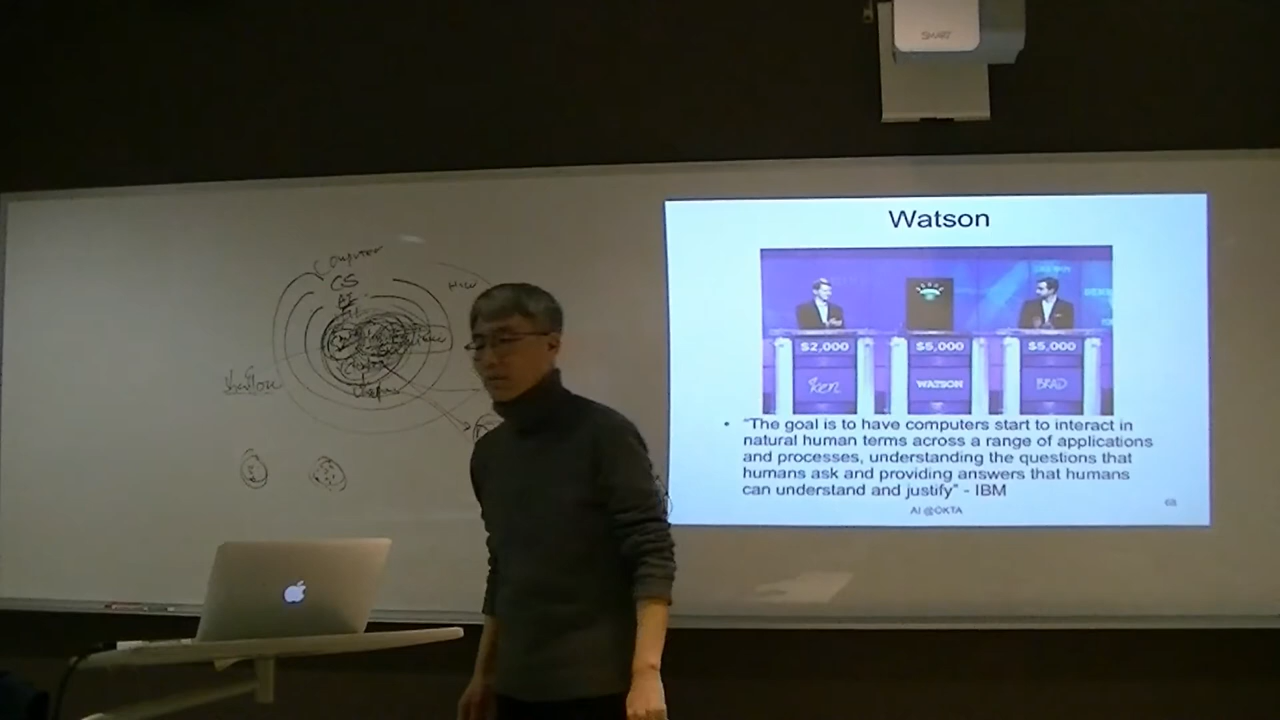 SMART
Watson
$2,000
$5,000
$5,000
Ken
WATSON
BRAD
• "The goal is to have computers start to interact in
natural human terms across a range of applications
and processes, understanding the questions that
humans ask and providing answers that humans
can understand and justify" - IBM
AI @OKTA
68
Computer
CS
AI